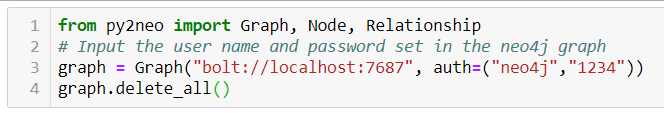 1 from py2neo import Graph, Node, Relationship
2 # Input the user name and password set in the neo4j graph
3 graph = Graph("bolt://localhost:7687", auth=("neo4j","1234"))
4 graph.delete_all()